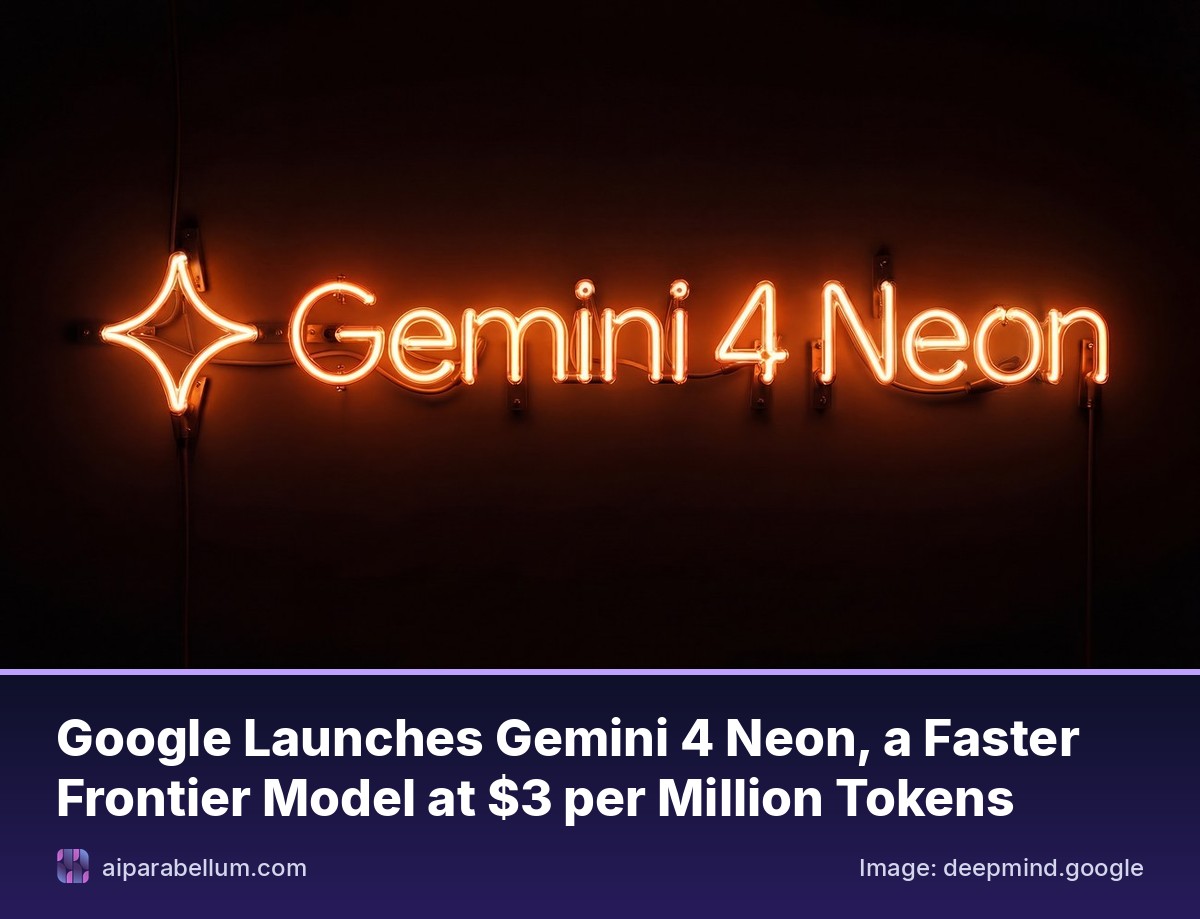 Gemini 4 Neon
Google Launches Gemini 4 Neon, a Faster
Frontier Model at $3 per Million Tokens
aiparabellum.com
Image: deepmind.google